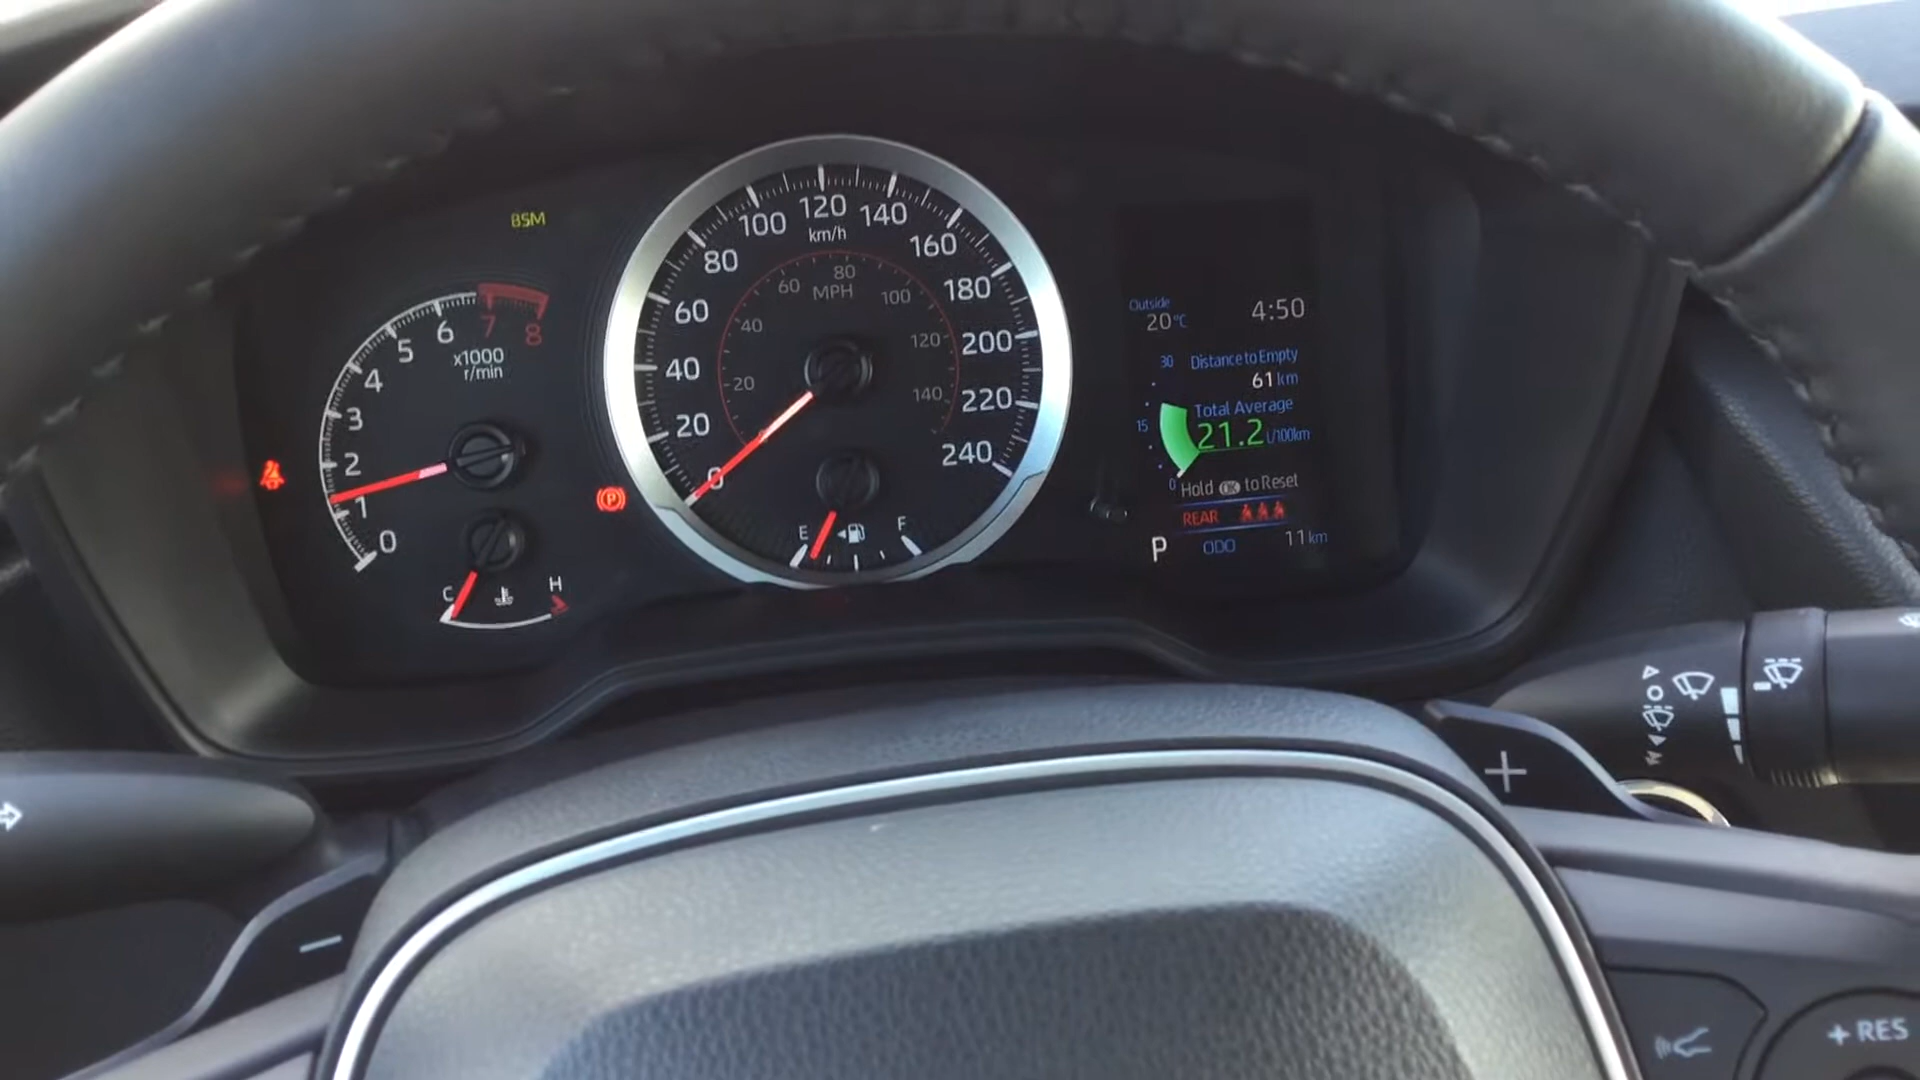 BSM
0 1 2 3 4 5 6 7 8
x1000
r/min
C H
0 20 40 60 80 100 120 140 160 180 200 220 240
km/h
20 40 60 80 100 120 140
MPH
E F
P
Outside
20°C
4:50
30
15
0
Distance to Empty
61 km
Total Average
21.2 L/100km
Hold OK to Reset
REAR
P
ODO 11 km
+
−
+ RES